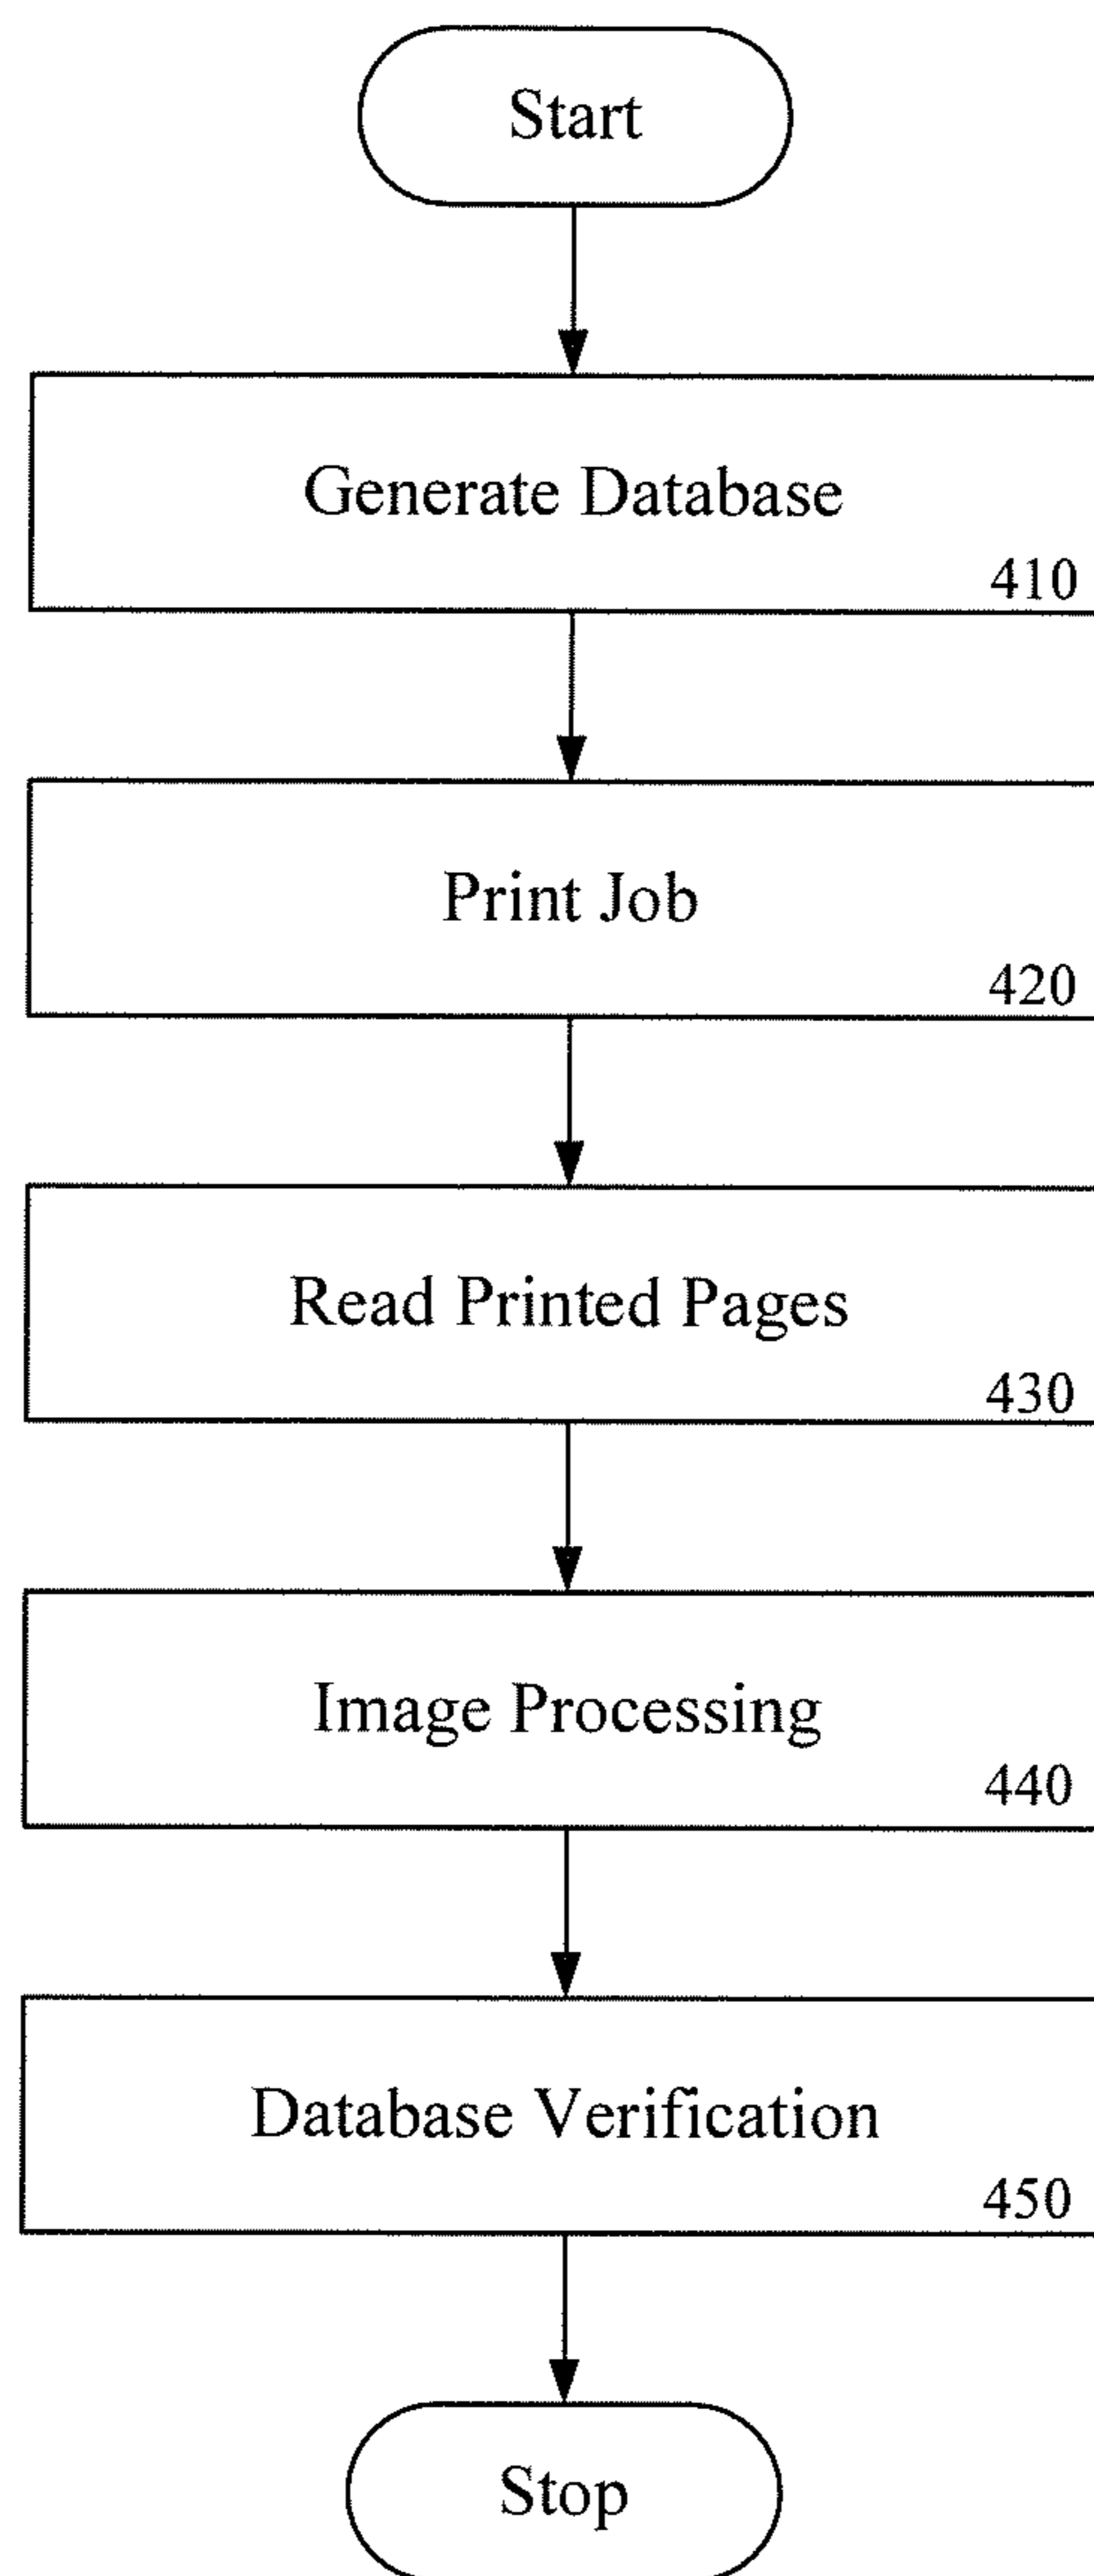 Start
Generate Database
410
Print Job
420
Read Printed Pages
430
Image Processing
440
Database Verification
450
Stop